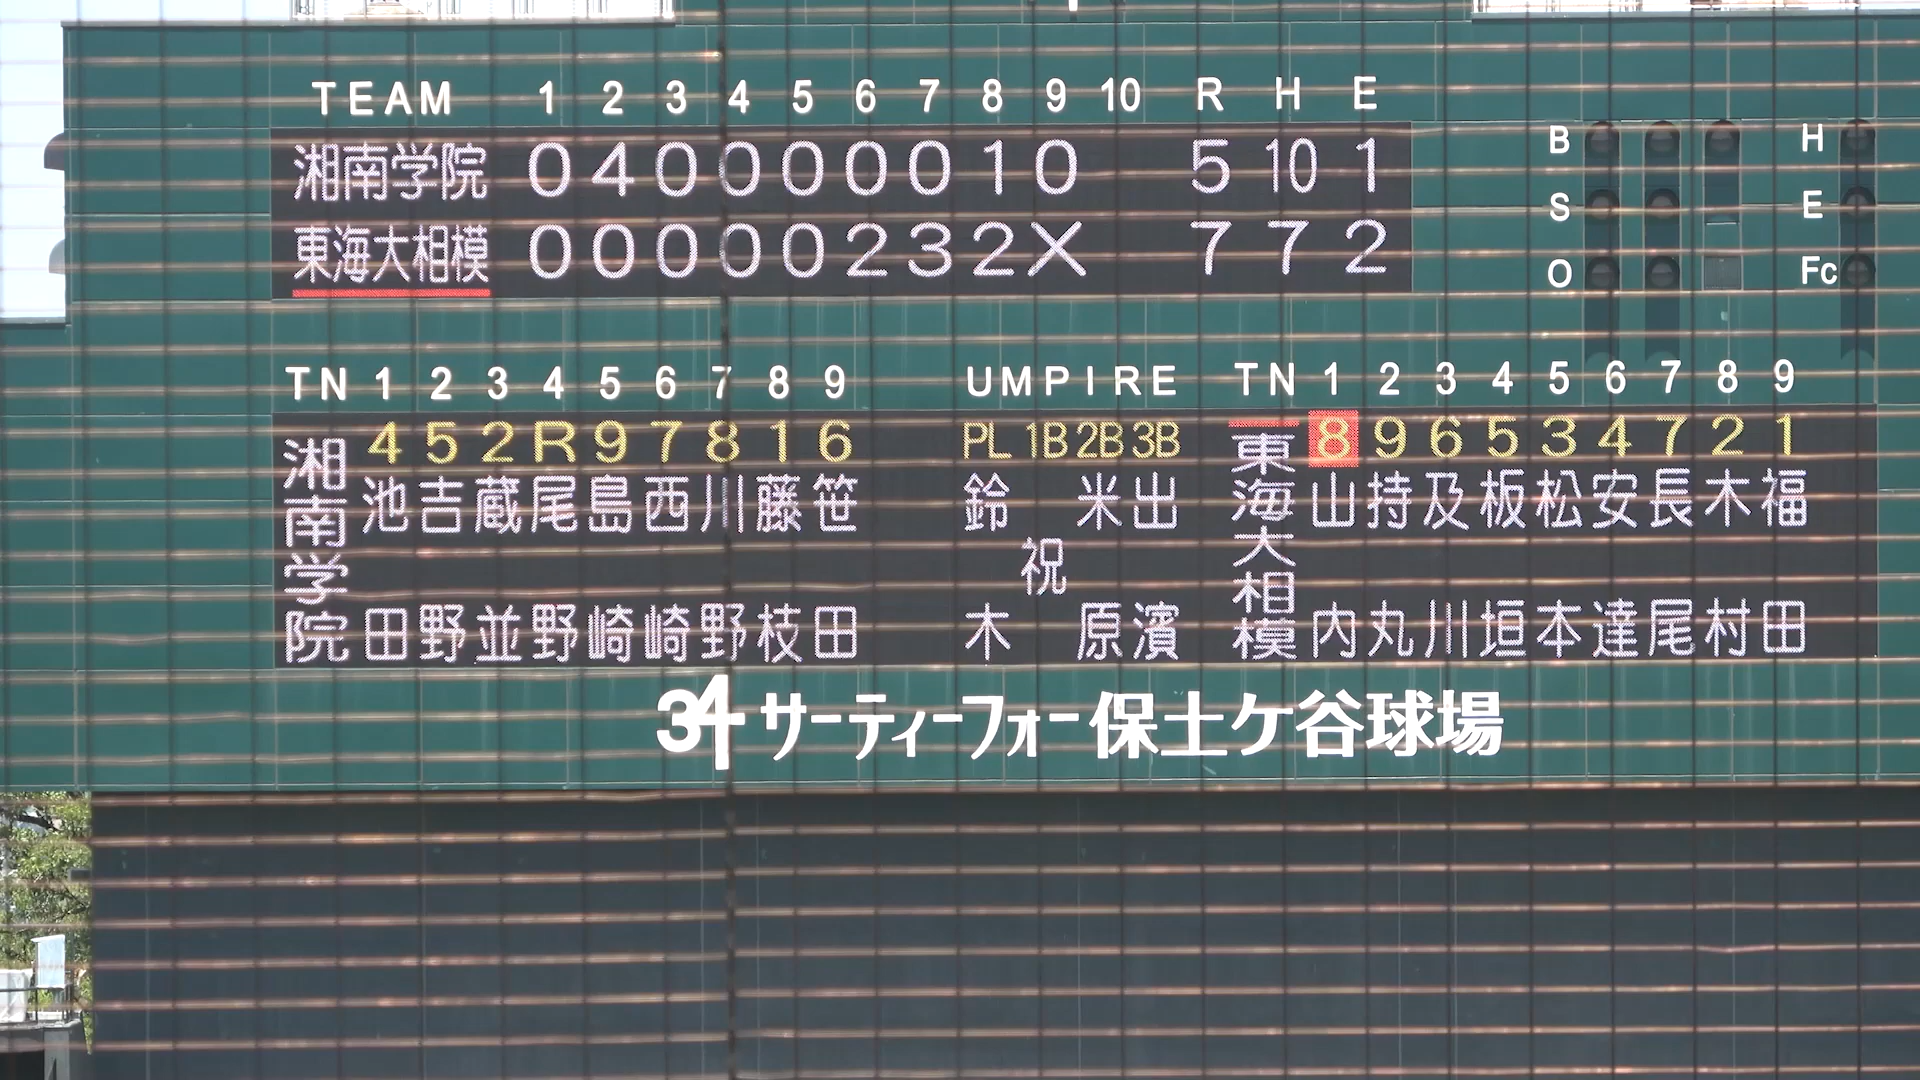 TEAM 1 2 3 4 5 6 7 8 9 10 R H E
湘南学院 0 4 0 0 0 0 0 1 0 5 10 1
東海大相模 0 0 0 0 0 2 3 2 X 7 7 2
B H
S E
O Fc
TN 1 2 3 4 5 6 7 8 9
4 5 2 R 9 7 8 1 6
湘南学院 池田 吉野 蔵並 尾野 島崎 西崎 川野 藤枝 笹田
UMPIRE
PL 1B 2B 3B
鈴木 祝 米原 出濱
TN 1 2 3 4 5 6 7 8 9
8 9 6 5 3 4 7 2 1
東海大相模 山内 持丸 及川 板垣 松本 安達 長尾 木村 福田
34 サーティーフォー保土ケ谷球場